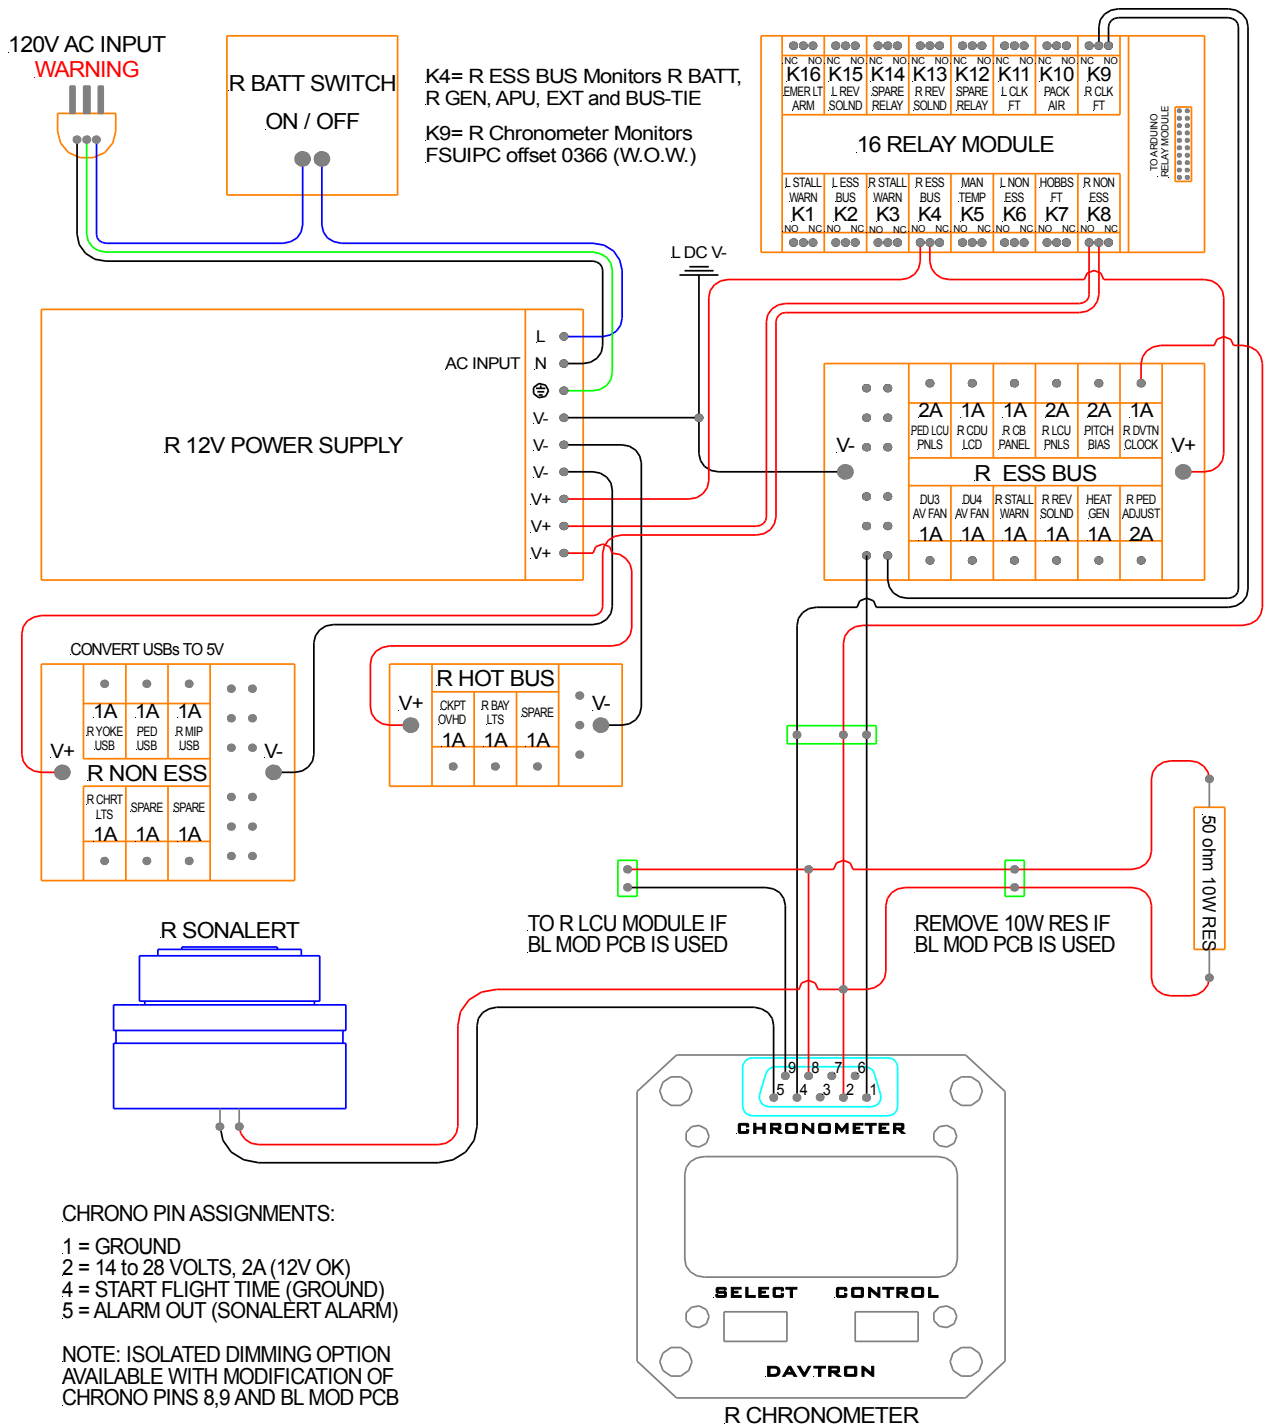 120V AC INPUT
WARNING
R BATT SWITCH
ON / OFF
K4= R ESS BUS Monitors R BATT,
R GEN, APU, EXT and BUS-TIE
K9= R Chronometer Monitors
FSUIPC offset 0366 (W.O.W.)
NC NO NC NO NC NO NC NO NC NO NC NO NC NO NC NO
K16 K15 K14 K13 K12 K11 K10 K9
EMER LT L REV SPARE R REV SPARE L CLK PACK R CLK
ARM SOLND RELAY SOLND RELAY FT AIR FT
16 RELAY MODULE
TO ARDUINO
RELAY MODULE
L STALL L ESS R STALL R ESS MAN L NON HOBBS R NON
WARN BUS WARN BUS TEMP ESS FT ESS
K1 K2 K3 K4 K5 K6 K7 K8
NO NC NO NC NO NC NO NC NO NC NO NC NO NC NO NC
L DC V-
R 12V POWER SUPPLY
AC INPUT
L
N
V-
V-
V-
V+
V+
V+
2A 1A 1A 2A 2A 1A
PED LCU R CDU R CB R LCU PITCH R DVTN
PNLS LCD PANEL PNLS BIAS CLOCK
V- R ESS BUS V+
DU3 DU4 R STALL R REV HEAT R PED
AV FAN AV FAN WARN SOLND GEN ADJUST
1A 1A 1A 1A 1A 2A
CONVERT USBs TO 5V
1A 1A 1A
R YOKE PED R MIP
USB USB USB
V+ R NON ESS V-
R CHRT SPARE SPARE
LTS
1A 1A 1A
R HOT BUS
V+ V-
CKPT R BAY SPARE
OVHD LTS
1A 1A 1A
50 ohm 10W RES
TO R LCU MODULE IF
BL MOD PCB IS USED
REMOVE 10W RES IF
BL MOD PCB IS USED
R SONALERT
9 8 7 6
5 4 3 2 1
CHRONOMETER
SELECT CONTROL
DAVTRON
R CHRONOMETER
CHRONO PIN ASSIGNMENTS:
1 = GROUND
2 = 14 to 28 VOLTS, 2A (12V OK)
4 = START FLIGHT TIME (GROUND)
5 = ALARM OUT (SONALERT ALARM)
NOTE: ISOLATED DIMMING OPTION
AVAILABLE WITH MODIFICATION OF
CHRONO PINS 8,9 AND BL MOD PCB